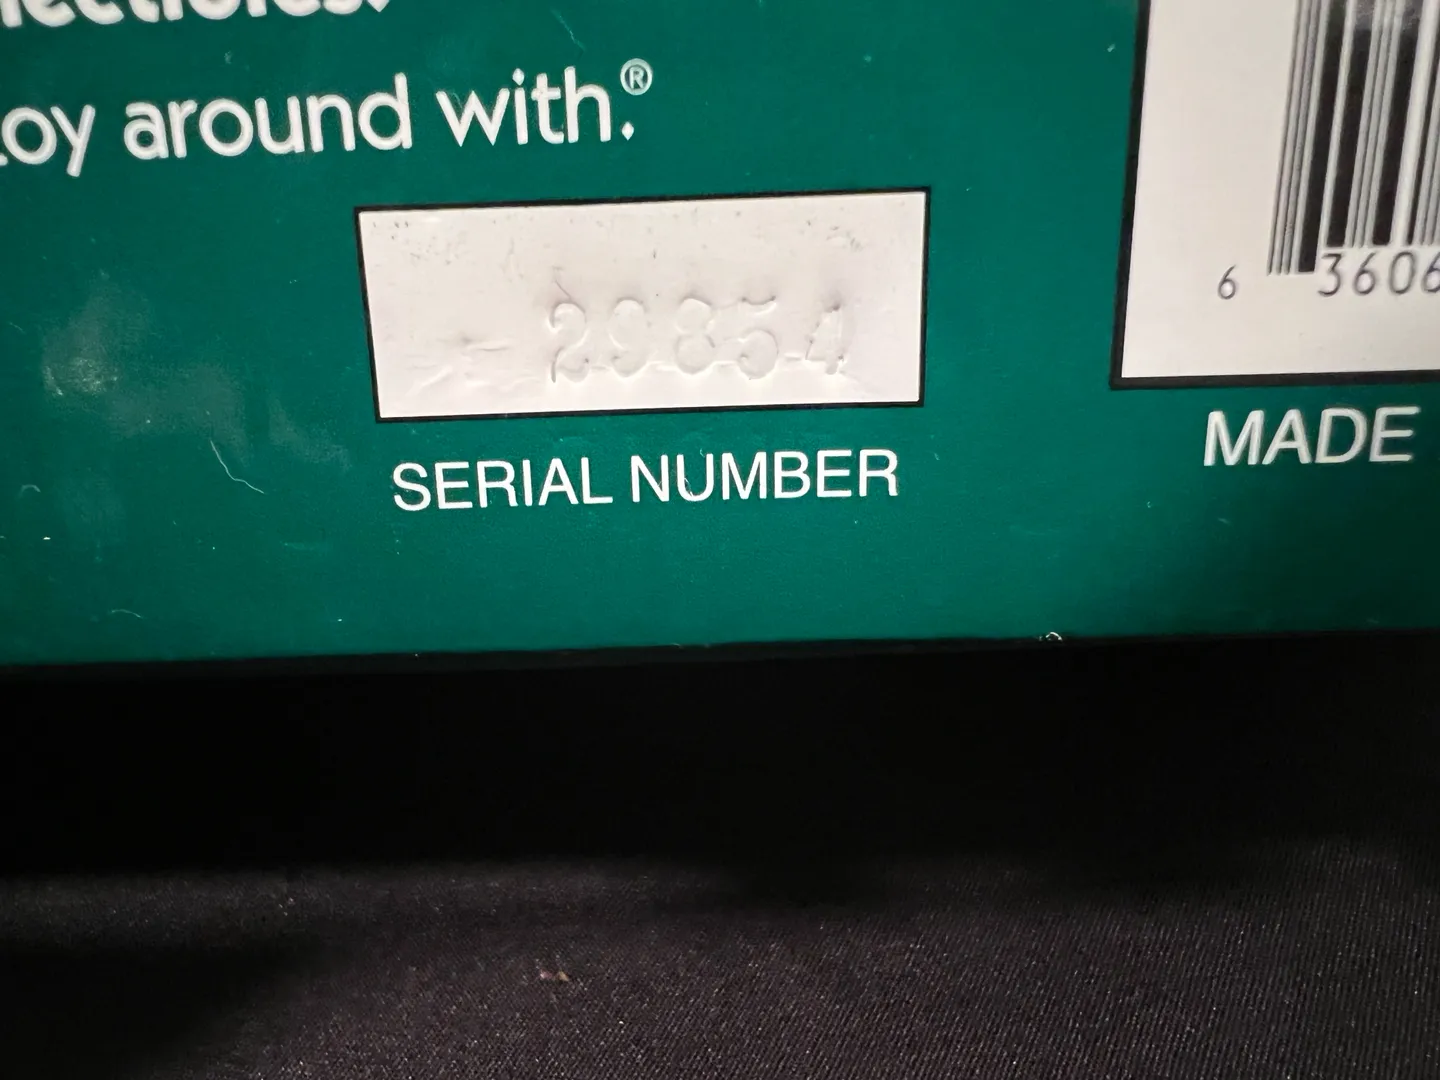 oy around with.®
29854
SERIAL NUMBER
6 3606
MADE